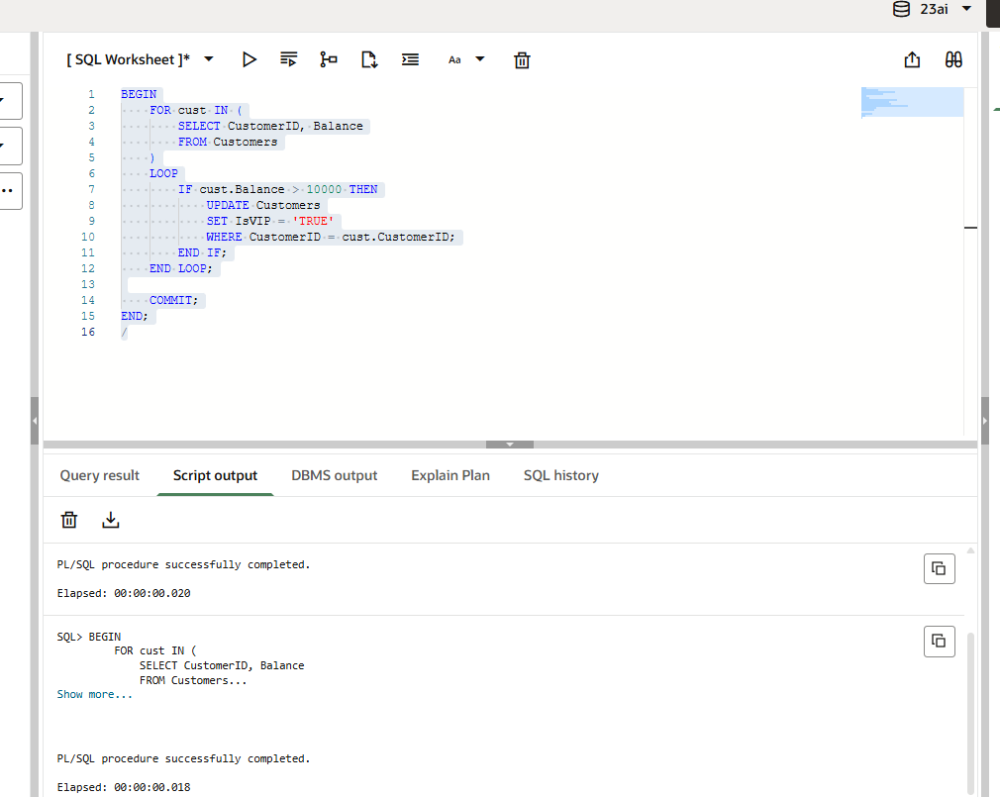 23ai
[ SQL Worksheet ]*
Aa
1 BEGIN
2 FOR cust IN (
3 SELECT CustomerID, Balance
4 FROM Customers
5 )
6 LOOP
7 IF cust.Balance > 10000 THEN
8 UPDATE Customers
9 SET IsVIP = 'TRUE'
10 WHERE CustomerID = cust.CustomerID;
11 END IF;
12 END LOOP;
13
14 COMMIT;
15 END;
16 /
Query result Script output DBMS output Explain Plan SQL history
PL/SQL procedure successfully completed.
Elapsed: 00:00:00.020
SQL> BEGIN
FOR cust IN (
SELECT CustomerID, Balance
FROM Customers...
Show more...
PL/SQL procedure successfully completed.
Elapsed: 00:00:00.018